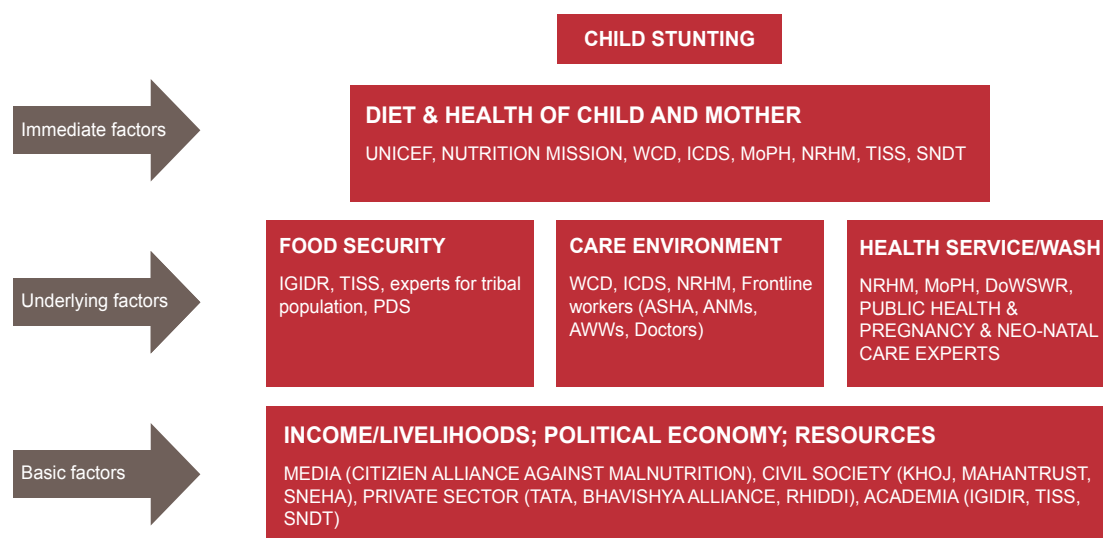 CHILD STUNTING
Immediate factors
DIET & HEALTH OF CHILD AND MOTHER
UNICEF, NUTRITION MISSION, WCD, ICDS, MoPH, NRHM, TISS, SNDT
Underlying factors
FOOD SECURITY
IGIDR, TISS, experts for tribal
population, PDS
CARE ENVIRONMENT
WCD, ICDS, NRHM, Frontline
workers (ASHA, ANMs,
AWWs, Doctors)
HEALTH SERVICE/WASH
NRHM, MoPH, DoWSWR,
PUBLIC HEALTH &
PREGNANCY & NEO-NATAL
CARE EXPERTS
Basic factors
INCOME/LIVELIHOODS; POLITICAL ECONOMY; RESOURCES
MEDIA (CITIZIEN ALLIANCE AGAINST MALNUTRITION), CIVIL SOCIETY (KHOJ, MAHANTRUST,
SNEHA), PRIVATE SECTOR (TATA, BHAVISHYA ALLIANCE, RHIDDI), ACADEMIA (IGIDIR, TISS,
SNDT)